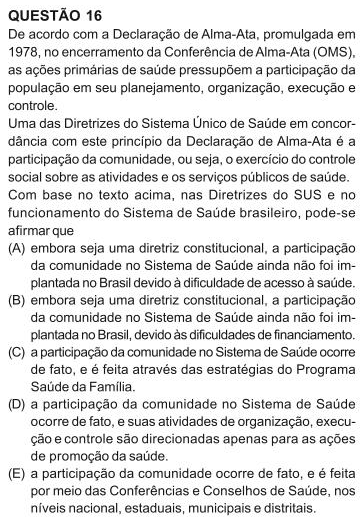 QUESTÃO 16
De acordo com a Declaração de Alma-Ata, promulgada em
1978, no encerramento da Conferência de Alma-Ata (OMS),
as ações primárias de saúde pressupõem a participação da
população em seu planejamento, organização, execução e
controle.
Uma das Diretrizes do Sistema Único de Saúde em concor-
dância com este princípio da Declaração de Alma-Ata é a
participação da comunidade, ou seja, o exercício do controle
social sobre as atividades e os serviços públicos de saúde.
Com base no texto acima, nas Diretrizes do SUS e no
funcionamento do Sistema de Saúde brasileiro, pode-se
afirmar que
(A) embora seja uma diretriz constitucional, a participação
da comunidade no Sistema de Saúde ainda não foi im-
plantada no Brasil devido à dificuldade de acesso à saúde.
(B) embora seja uma diretriz constitucional, a participação
da comunidade no Sistema de Saúde ainda não foi im-
plantada no Brasil, devido às dificuldades de financiamento.
(C) a participação da comunidade no Sistema de Saúde ocorre
de fato, e é feita através das estratégias do Programa
Saúde da Família.
(D) a participação da comunidade no Sistema de Saúde
ocorre de fato, e suas atividades de organização, execu-
ção e controle são direcionadas apenas para as ações
de promoção da saúde.
(E) a participação da comunidade ocorre de fato, e é feita
por meio das Conferências e Conselhos de Saúde, nos
níveis nacional, estaduais, municipais e distritais.